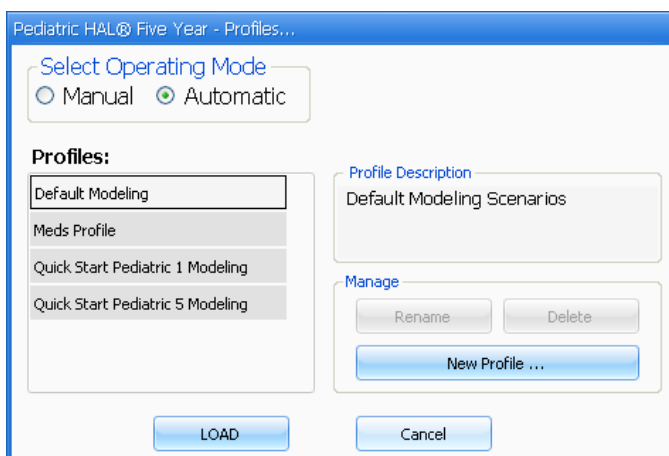 Pediatric HAL® Five Year - Profiles...
Select Operating Mode
Manual Automatic
Profiles:
Default Modeling
Meds Profile
Quick Start Pediatric 1 Modeling
Quick Start Pediatric 5 Modeling
Profile Description
Default Modeling Scenarios
Manage
Rename Delete
New Profile ...
LOAD Cancel